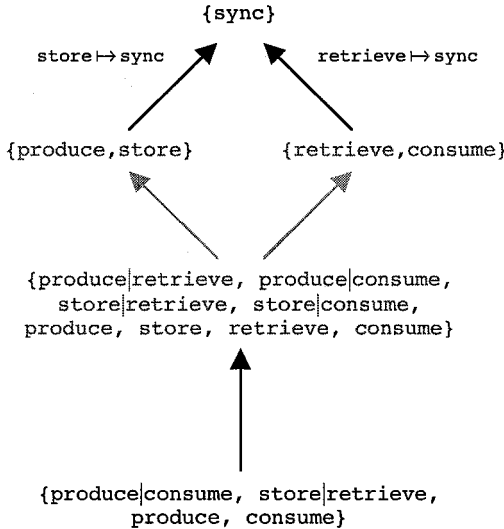 {sync}
store↦sync
retrieve↦sync
{produce,store}
{retrieve,consume}
{produce|retrieve, produce|consume,
store|retrieve, store|consume,
produce, store, retrieve, consume}
{produce|consume, store|retrieve,
produce, consume}